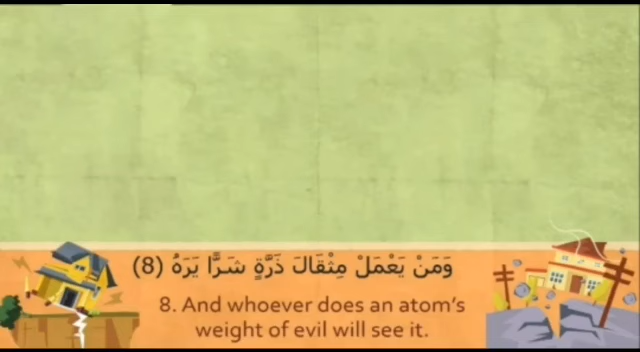 وَمَنْ يَعْمَلْ مِثْقَالَ ذَرَّةٍ شَرًّا يَرَهُ (8)
8. And whoever does an atom's
weight of evil will see it.